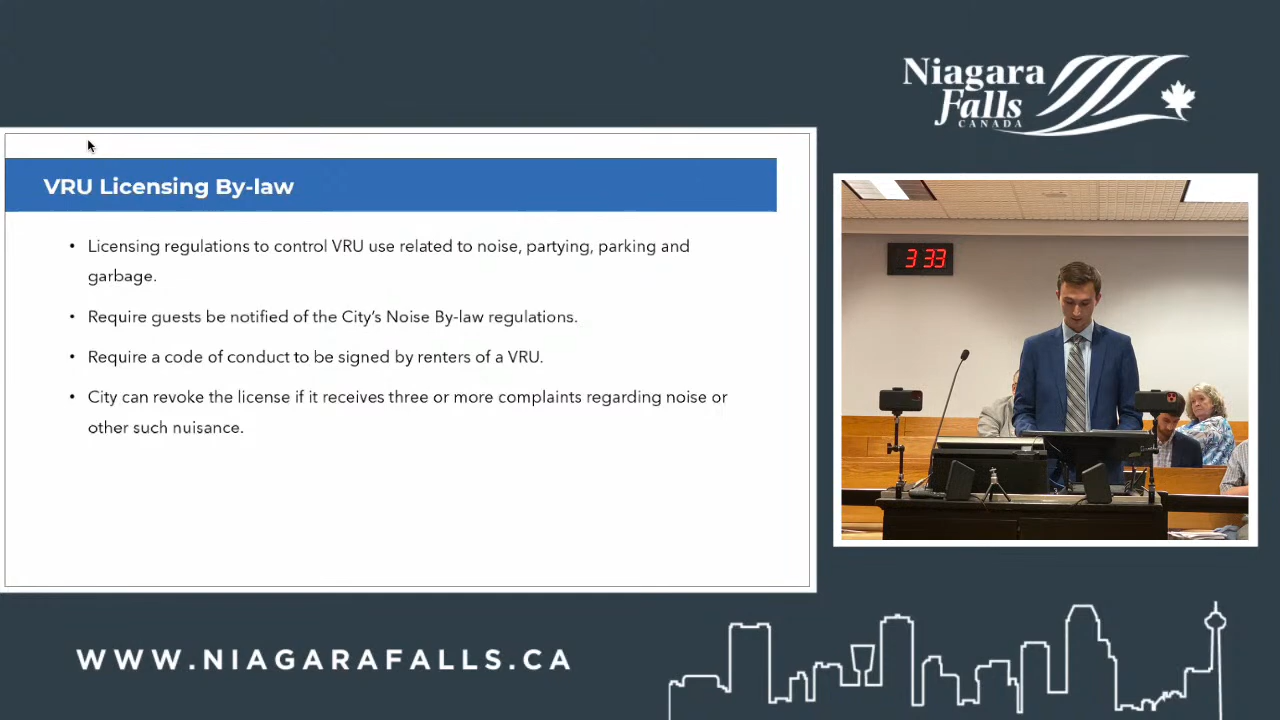 Niagara
Falls
CANADA
VRU Licensing By-law
• Licensing regulations to control VRU use related to noise, partying, parking and
garbage.
• Require guests be notified of the City’s Noise By-law regulations.
• Require a code of conduct to be signed by renters of a VRU.
• City can revoke the license if it receives three or more complaints regarding noise or
other such nuisance.
3 33
WWW.NIAGARAFALLS.CA